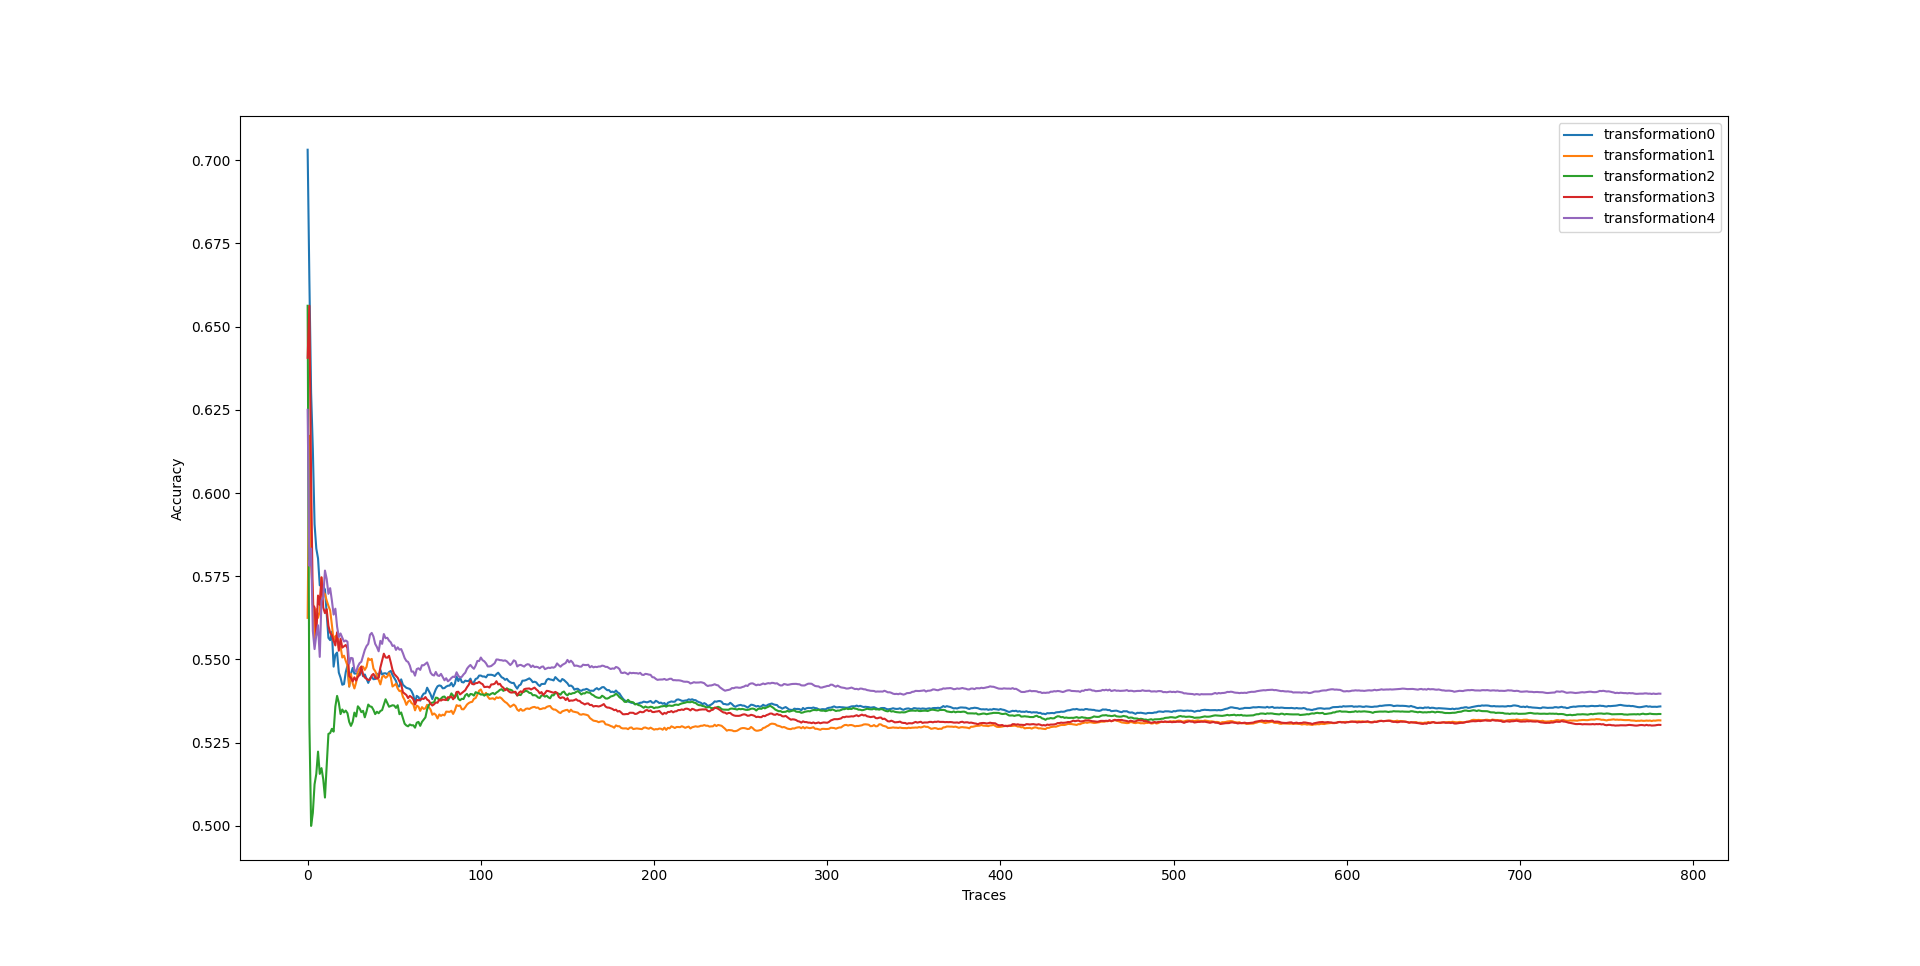 transformation0
transformation1
transformation2
transformation3
transformation4
0.700
0.675
0.650
0.625
0.600
0.575
0.550
0.525
0.500
Accuracy
0 100 200 300 400 500 600 700 800
Traces